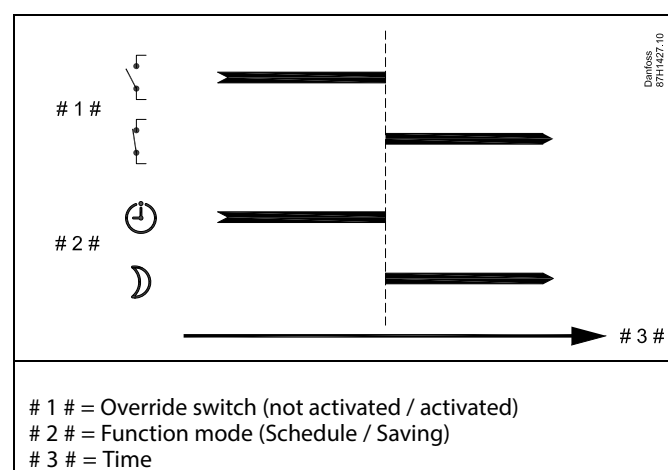 Danfoss
87H1427.10
# 1 #
# 2 #
# 3 #
# 1 # = Override switch (not activated / activated)
# 2 # = Function mode (Schedule / Saving)
# 3 # = Time